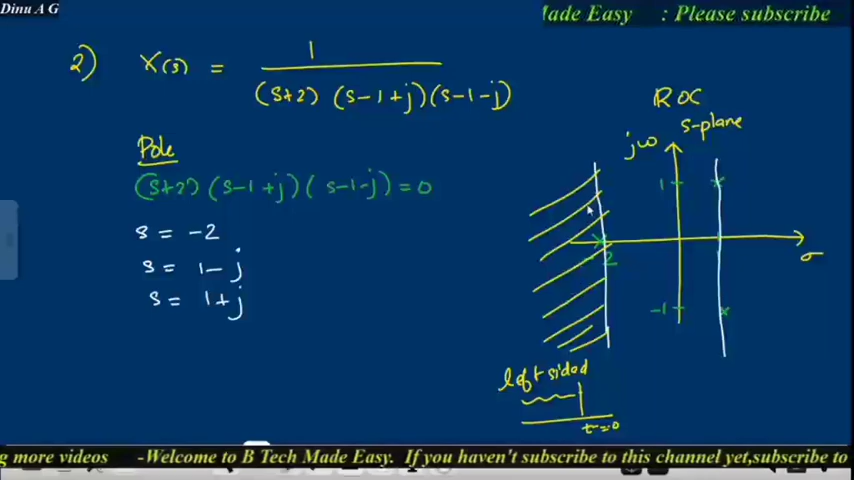 Dinu A G
Made Easy : Please subscribe
2) X(s) = 1
(s+2) (s-1+j)(s-1-j)
ROC
s-plane
jω
Pole
(s+2) (s-1+j)(s-1-j) = 0
1
s = -2
s = 1-j
s = 1+j
-2
σ
-1
left sided
t=0
g more videos -Welcome to B Tech Made Easy. If you haven't subscribe to this channel yet,subscribe to